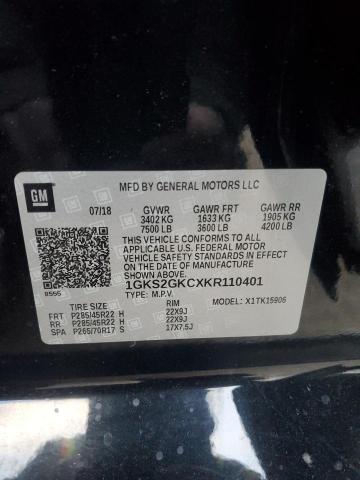 GM
MFD BY GENERAL MOTORS LLC
07/18 GVWR GAWR FRT GAWR RR
3402 KG 1633 KG 1905 KG
7500 LB 3600 LB 4200 LB
THIS VEHICLE CONFORMS TO ALL
APPLICABLE U.S. FEDERAL MOTOR
VEHICLE SAFETY STANDARDS IN EFFECT
ON THE DATE OF MANUFACTURE
SHOWN ABOVE.
1GKS2GKCXKR110401
8555 TYPE: M.P.V. MODEL: X1TK15906
TIRE SIZE RIM
FRT P285/45R22 H 22X9J
RR P285/45R22 H 22X9J
SPA P265/70R17 S 17X7.5J